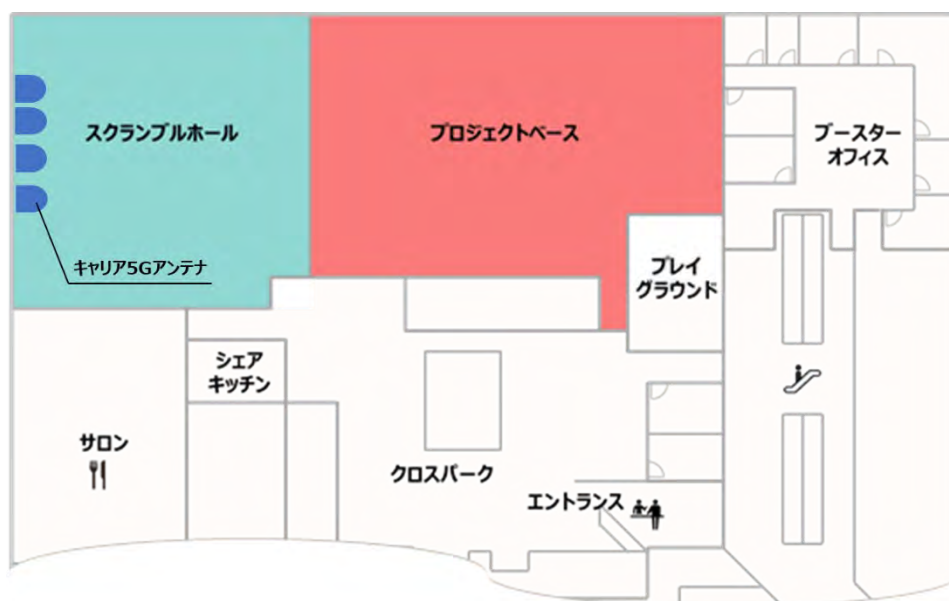 スクランブルホール
プロジェクトベース
ブースター
オフィス
キャリア5Gアンテナ
プレイ
グラウンド
シェア
キッチン
サロン
クロスパーク
エントランス